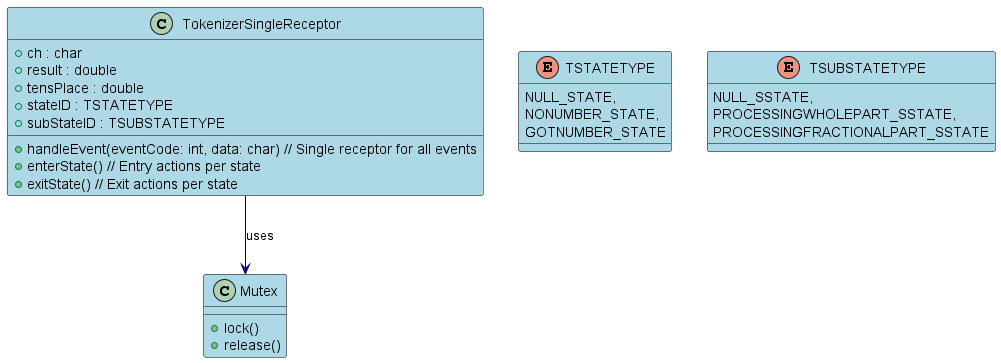 C TokenizerSingleReceptor
ch : char
result : double
tensPlace : double
stateID : TSTATETYPE
subStateID : TSUBSTATETYPE
handleEvent(eventCode: int, data: char) // Single receptor for all events
enterState() // Entry actions per state
exitState() // Exit actions per state
E TSTATETYPE
NULL_STATE,
NONUMBER_STATE,
GOTNUMBER_STATE
E TSUBSTATETYPE
NULL_SSTATE,
PROCESSINGWHOLEPART_SSTATE,
PROCESSINGFRACTIONALPART_SSTATE
uses
C Mutex
lock()
release()